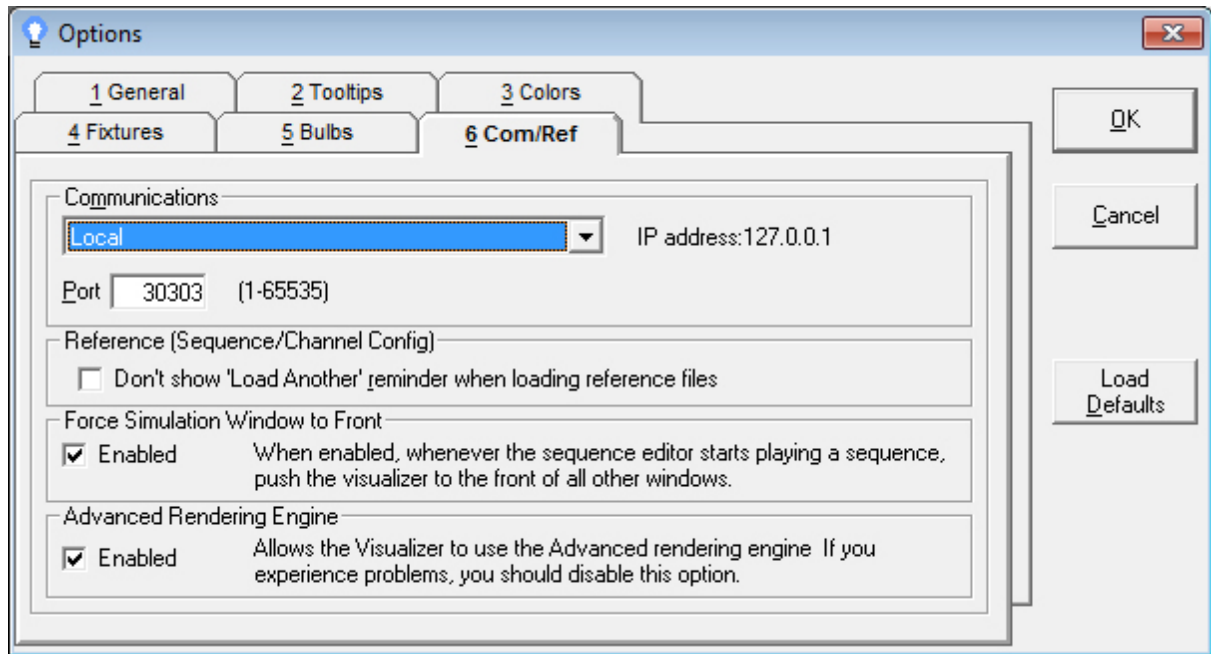 Options
1 General
2 Tooltips
3 Colors
4 Fixtures
5 Bulbs
6 Com/Ref
OK
Cancel
Load
Defaults
Communications
Local
IP address:127.0.0.1
Port 30303 (1-65535)
Reference (Sequence/Channel Config)
Don't show 'Load Another' reminder when loading reference files
Force Simulation Window to Front
Enabled
When enabled, whenever the sequence editor starts playing a sequence,
push the visualizer to the front of all other windows.
Advanced Rendering Engine
Enabled
Allows the Visualizer to use the Advanced rendering engine  If you
experience problems, you should disable this option.